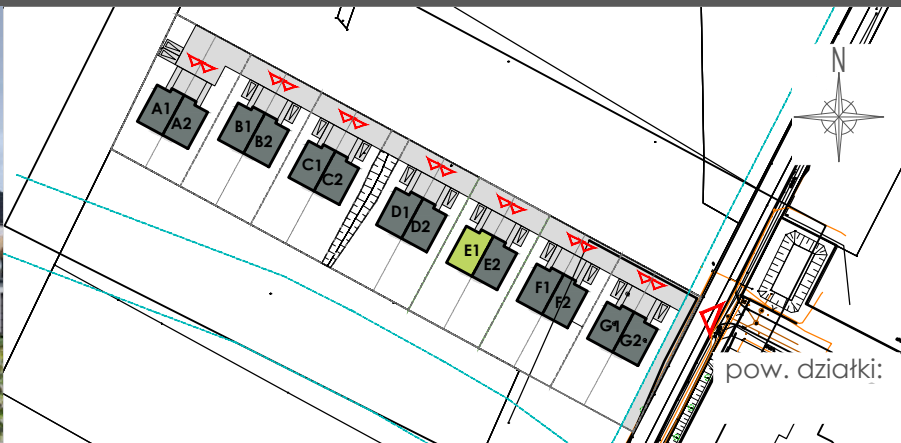 N
A1 A2
B1 B2
C1 C2
D1 D2
E1 E2
F1 F2
G1 G2
pow. działki: